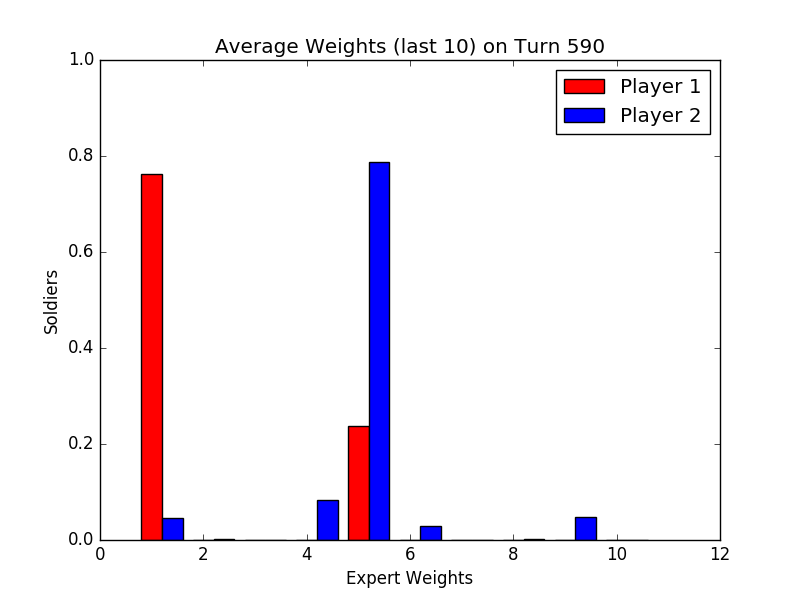 Average Weights (last 10) on Turn 590
1.0
Player 1
Player 2
0.8
0.6
Soldiers
0.4
0.2
0.0
0 2 4 6 8 10 12
Expert Weights